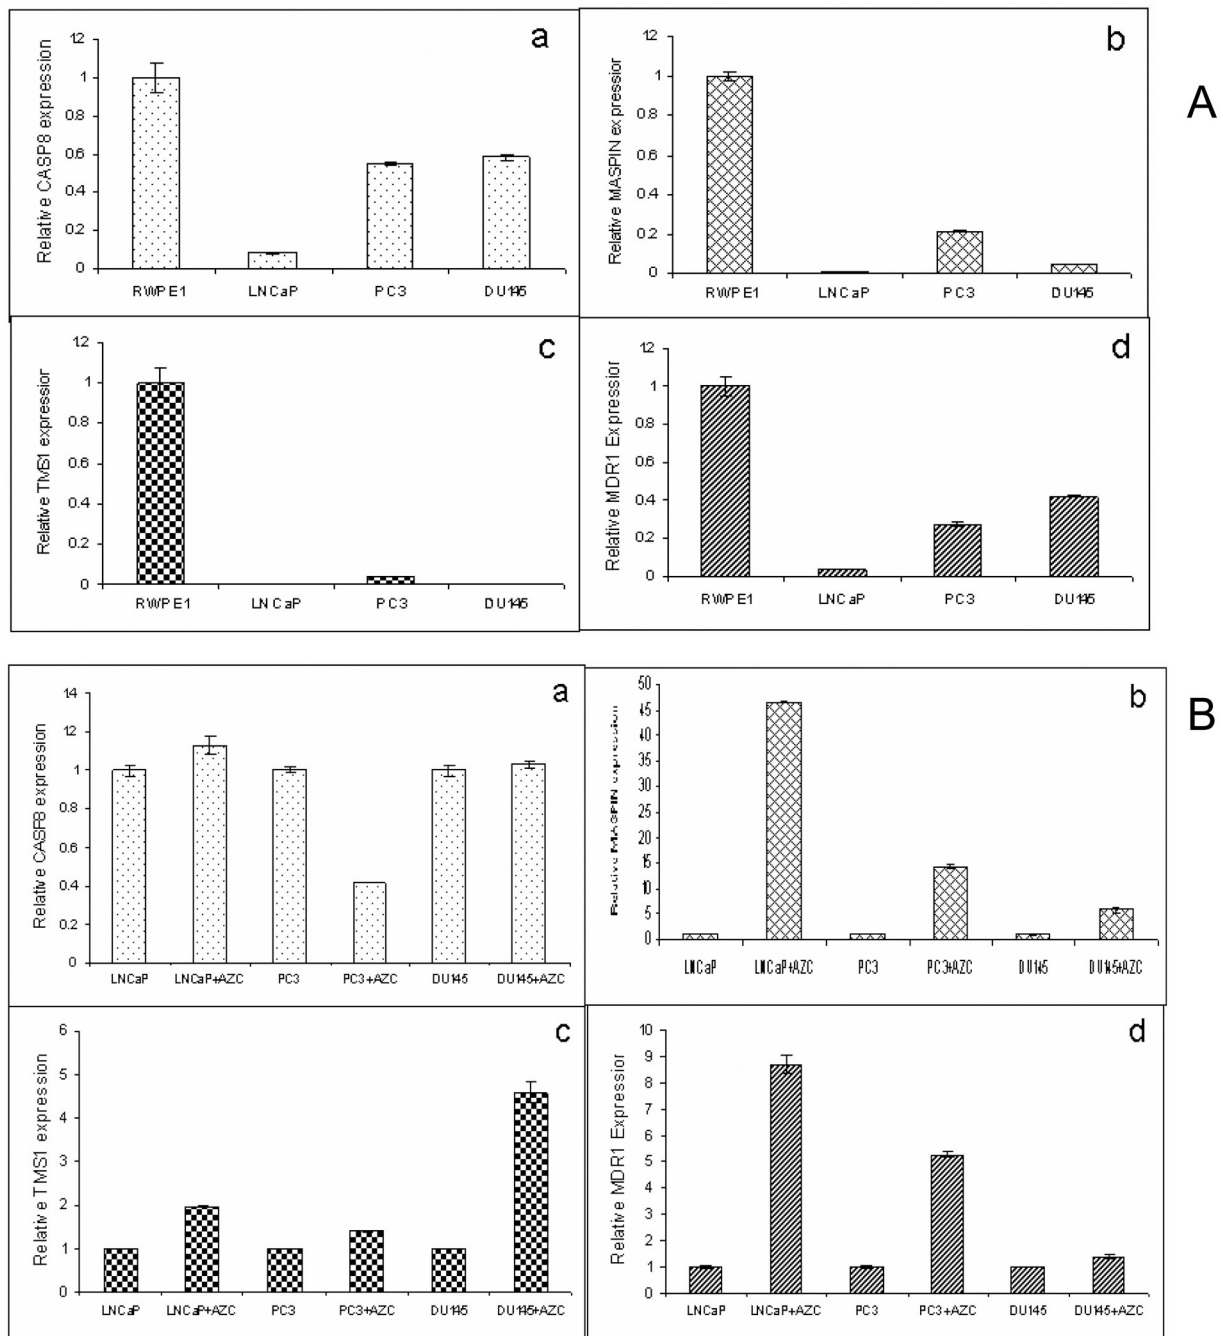 A
a
Relative CASP8 expression
12
1
0.8
0.6
0.4
0.2
0
RWPE1 LNCaP PC3 DU145
b
Relative MASPIN expressior
12
1
0.8
0.6
0.4
0.2
0
RWPE1 LNCaP PC3 DU145
c
Relative TMS1 expressior
12
1
0.8
0.6
0.4
0.2
0
RWPE1 LNCaP PC3 DU145
d
Relative MDR1 Expressior
12
1
0.8
0.6
0.4
0.2
0
RWPE1 LNCaP PC3 DU145
B
a
Relative CASP8 expression
14
12
1
0.8
0.6
0.4
0.2
0
LNCaP LNCaP+AZC PC3 PC3+AZC DU145 DU145+AZC
b
Relative MASPIN expression
50
45
40
35
30
25
20
15
10
5
0
LNCaP LNCaP+AZC PC3 PC3+AZC DU145 DU145+AZC
c
Relative TMS1 expression
6
5
4
3
2
1
0
LNCaP LNCaP+AZC PC3 PC3+AZC DU145 DU145+AZC
d
Relative MDR1 Expressior
10
9
8
7
6
5
4
3
2
1
0
LNCaP LNCaP+AZC PC3 PC3+AZC DU145 DU145+AZC